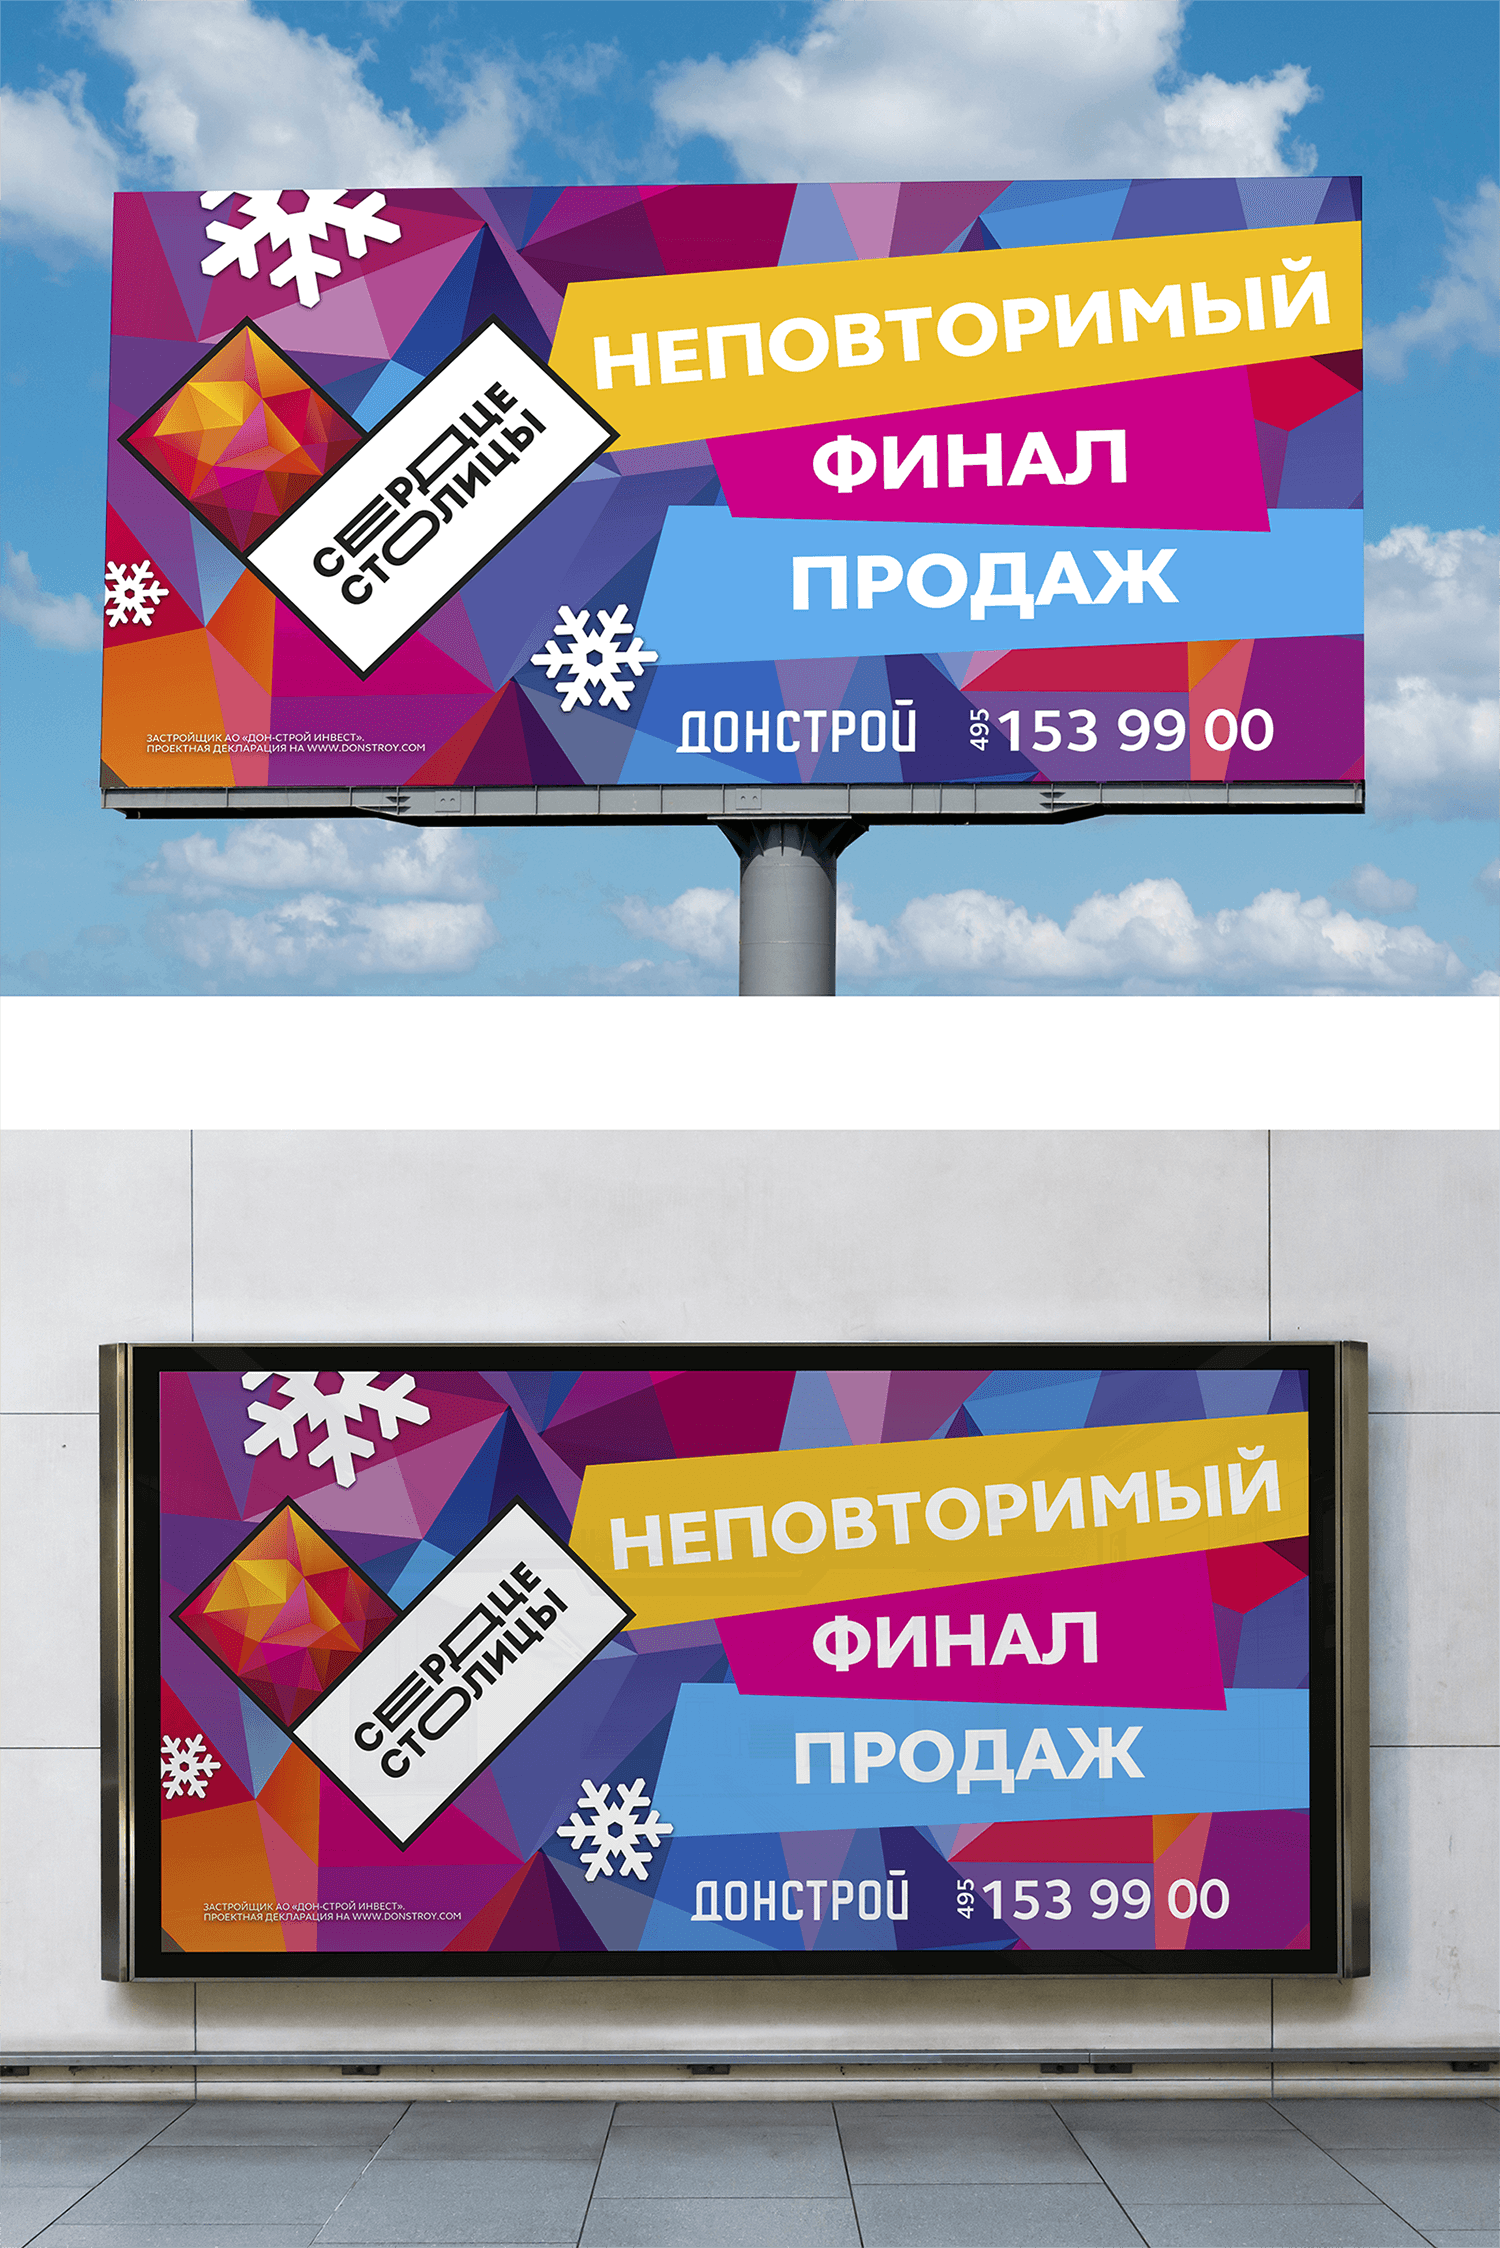 НЕПОВТОРИМЫЙ
ФИНАЛ
ПРОДАЖ
СЕРДЦЕ
СТОЛИЦЫ
ЗАСТРОЙЩИК АО «ДОН-СТРОЙ ИНВЕСТ».
ПРОЕКТНАЯ ДЕКЛАРАЦИЯ НА WWW.DONSTROY.COM
ДОНСТРОЙ 495 153 99 00
НЕПОВТОРИМЫЙ
ФИНАЛ
ПРОДАЖ
СЕРДЦЕ
СТОЛИЦЫ
ЗАСТРОЙЩИК АО «ДОН-СТРОЙ ИНВЕСТ».
ПРОЕКТНАЯ ДЕКЛАРАЦИЯ НА WWW.DONSTROY.COM
ДОНСТРОЙ 495 153 99 00